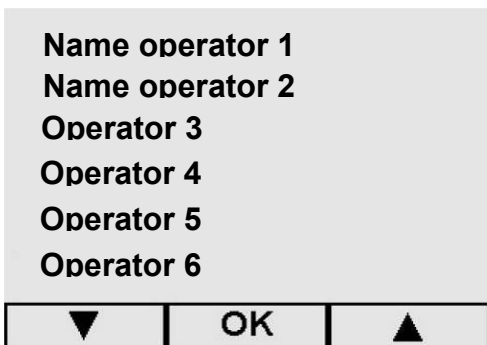 Name operator 1
Name operator 2
Operator 3
Operator 4
Operator 5
Operator 6
▼ OK ▲